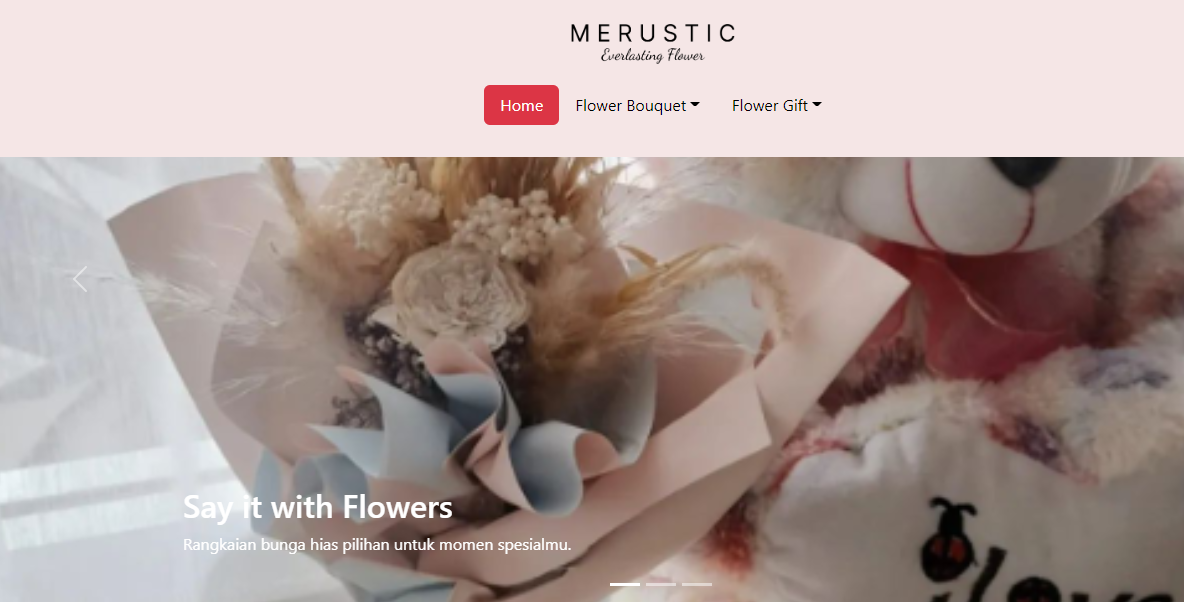 MERUSTIC
Everlasting Flower
Home Flower Bouquet Flower Gift
Say it with Flowers
Rangkaian bunga hias pilihan untuk momen spesialmu.